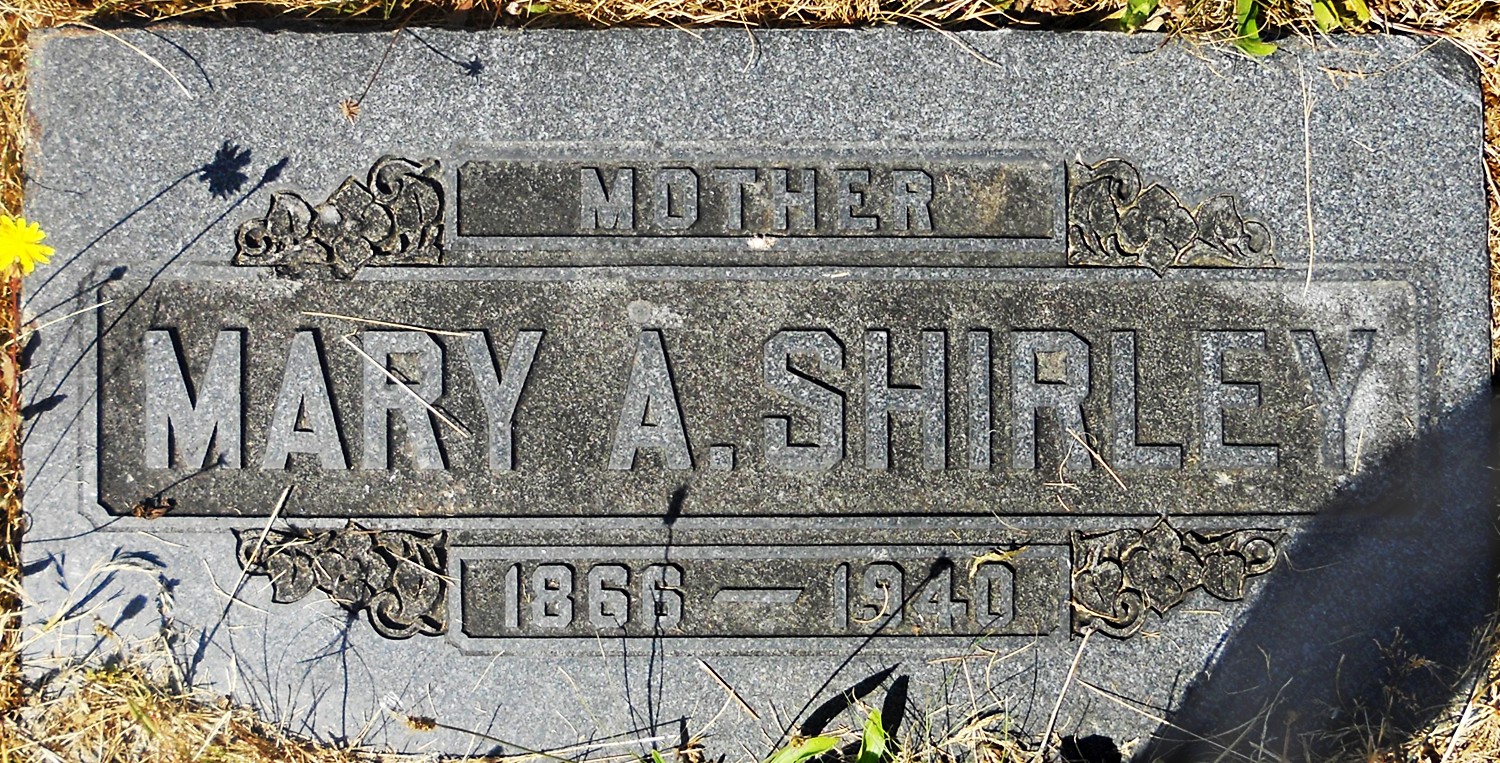 MOTHER
MARY A. SHIRLEY
1866 — 1940